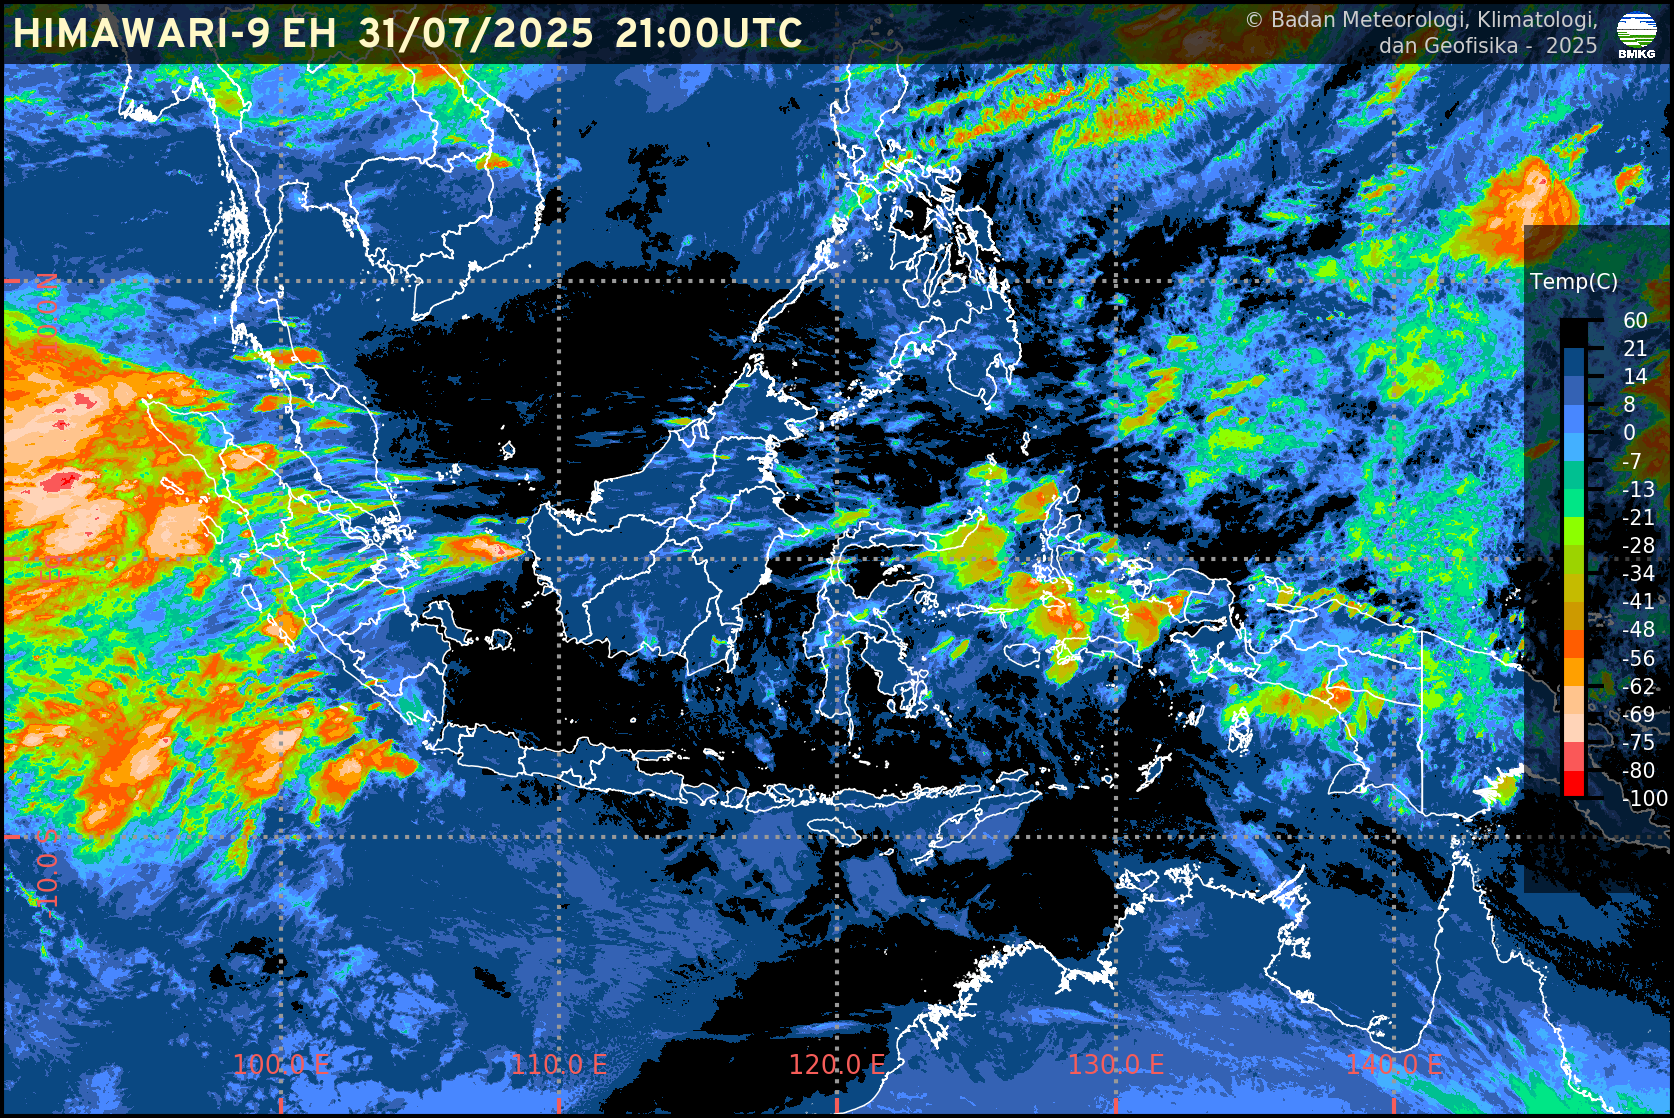 HIMAWARI-9 EH 31/07/2025 21:00UTC
© Badan Meteorologi, Klimatologi,
dan Geofisika - 2025
BMKG
Temp(C)
60
21
14
8
0
-7
-13
-21
-28
-34
-41
-48
-56
-62
-69
-75
-80
-100
-10.0 S
100.0 E
110.0 E
120.0 E
130.0 E
140.0 E